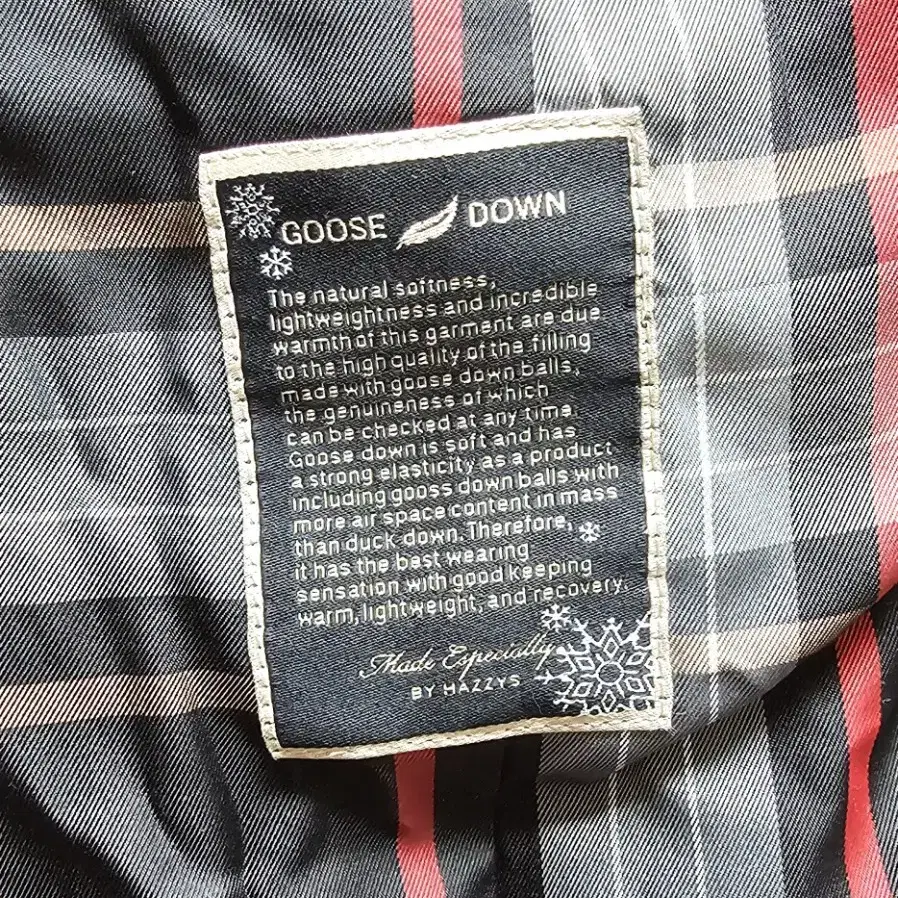 GOOSE DOWN
The natural softness,
lightweightness and incredible
warmth of this garment are due
to the high quality of the filling
made with goose down balls,
the genuineness of which
can be checked at any time.
Goose down is soft and has
a strong elasticity as a product
including gooss down balls with
more air space content in mass
than duck down. Therefore,
it has the best wearing
sensation with good keeping
warm, lightweight, and recovery.
Made Especially
BY HAZZYS